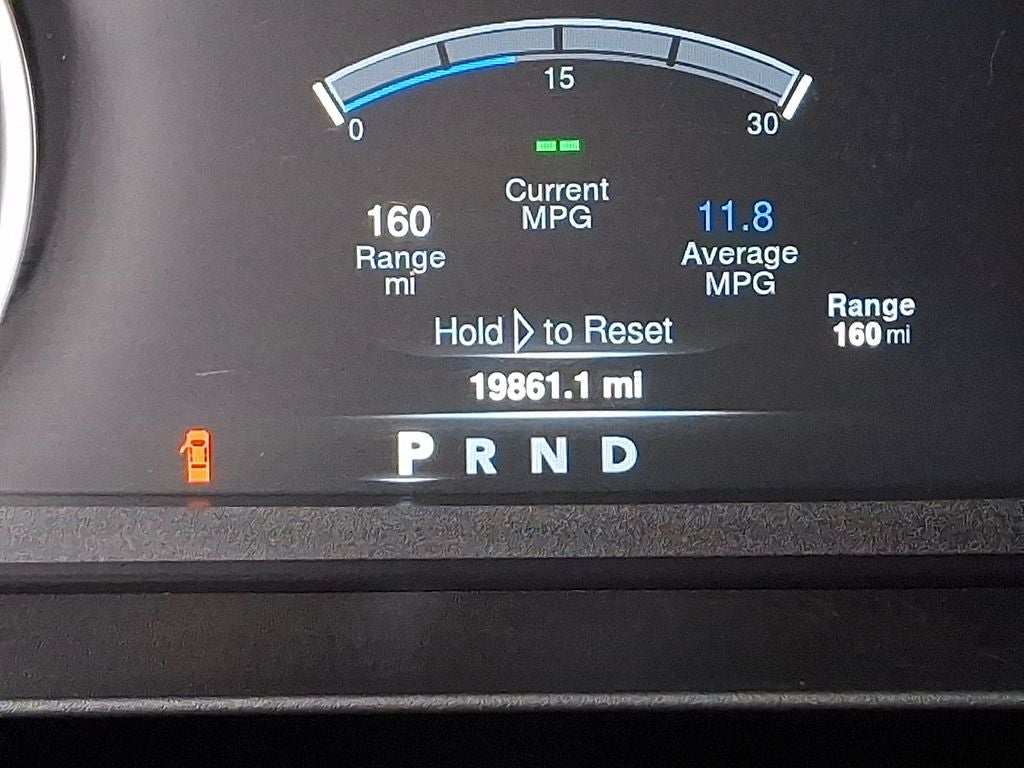 15
0
30
Current
MPG
160
Range
mi
11.8
Average
MPG
Range
160 mi
Hold ▷ to Reset
19861.1 mi
P R N D